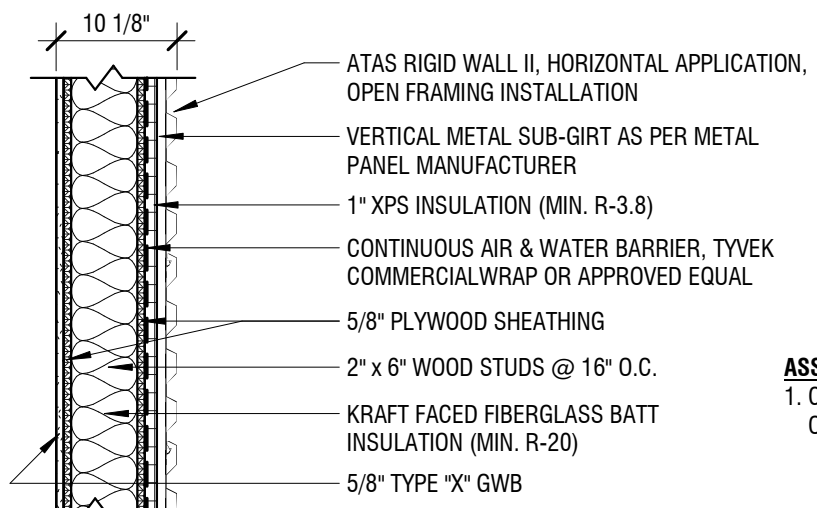 10 1/8"
ATAS RIGID WALL II, HORIZONTAL APPLICATION,
OPEN FRAMING INSTALLATION
VERTICAL METAL SUB-GIRT AS PER METAL
PANEL MANUFACTURER
1" XPS INSULATION (MIN. R-3.8)
CONTINUOUS AIR & WATER BARRIER, TYVEK
COMMERCIALWRAP OR APPROVED EQUAL
5/8" PLYWOOD SHEATHING
2" x 6" WOOD STUDS @ 16" O.C.
KRAFT FACED FIBERGLASS BATT
INSULATION (MIN. R-20)
5/8" TYPE "X" GWB
ASS
1. C
C